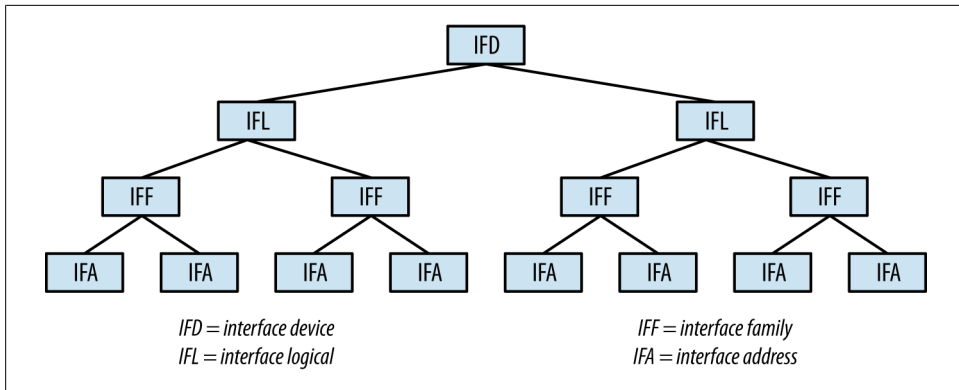 IFD
IFL IFL
IFF IFF IFF IFF
IFA IFA IFA IFA IFA IFA IFA IFA
IFD = interface device
IFL = interface logical
IFF = interface family
IFA = interface address